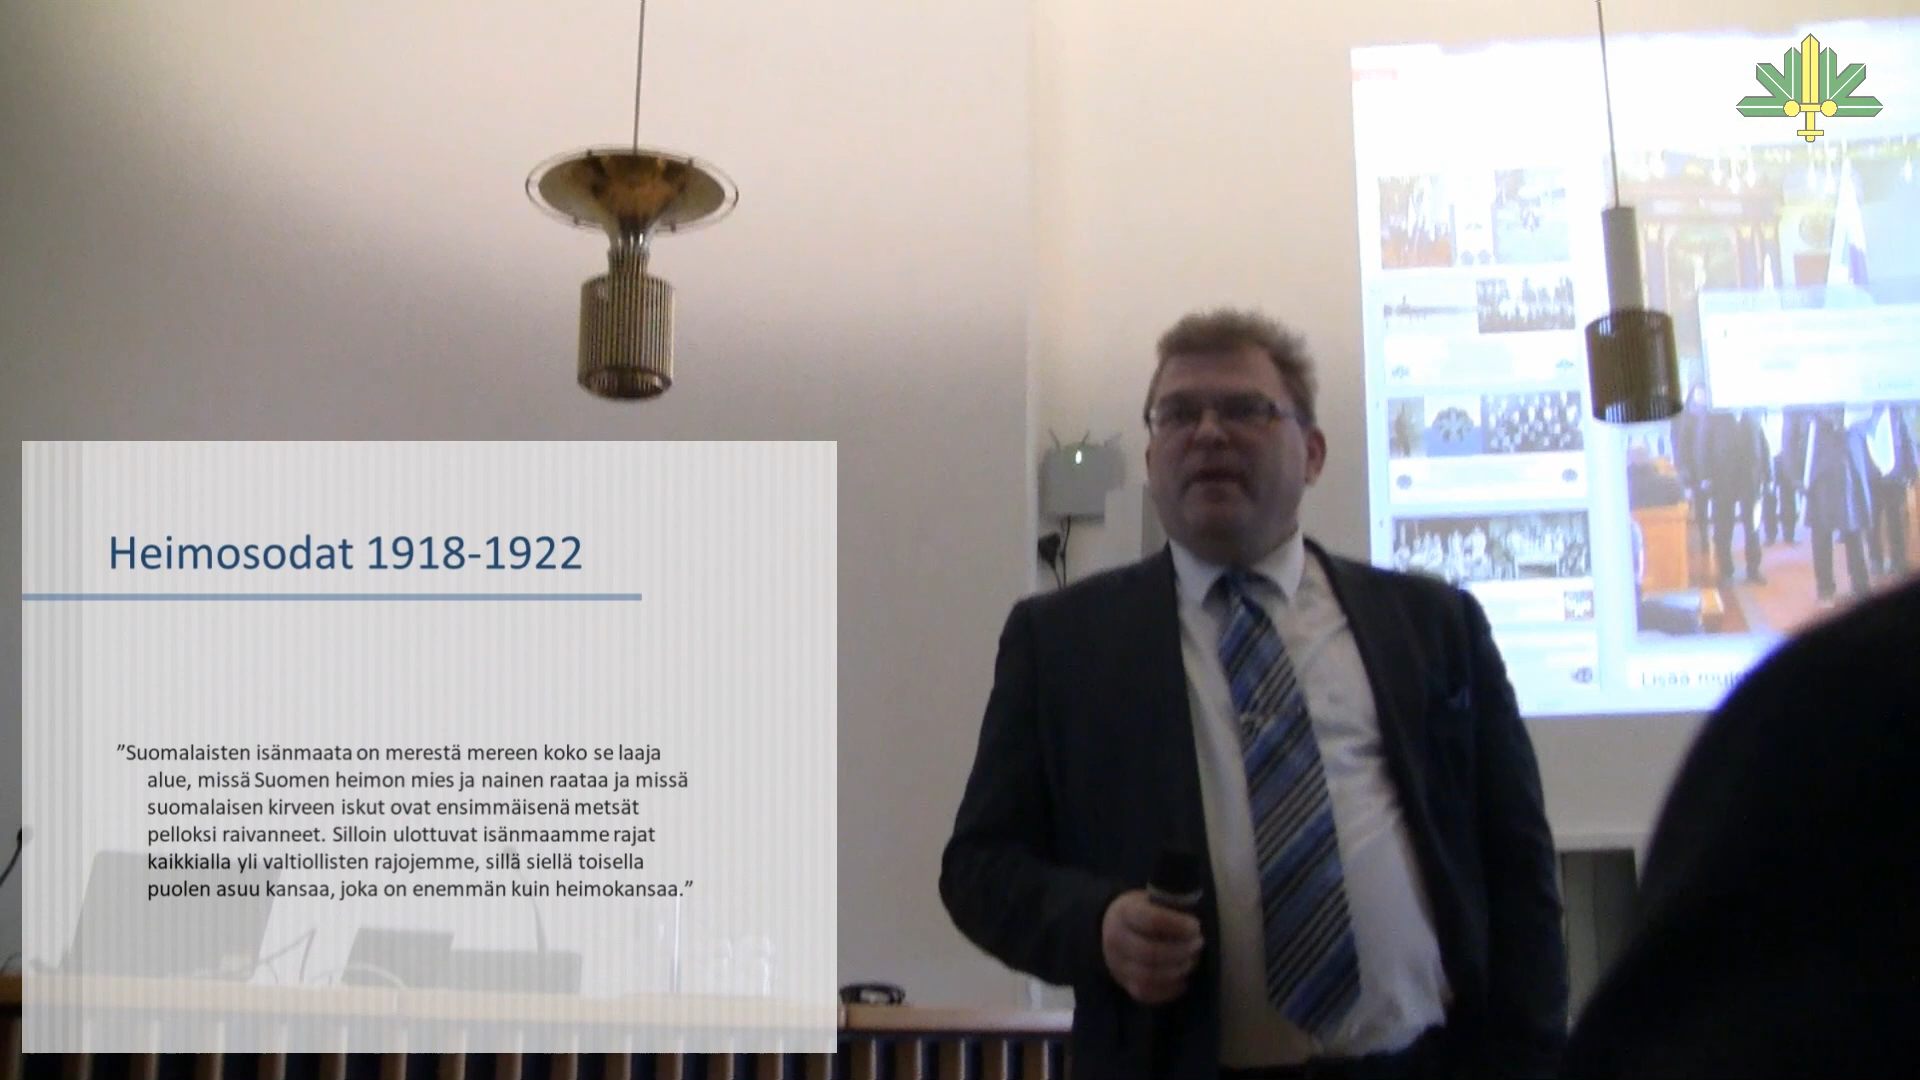 Heimosodat 1918-1922
”Suomalaisten isänmaata on merestä mereen koko se laaja
alue, missä Suomen heimon mies ja nainen raataa ja missä
suomalaisen kirveen iskut ovat ensimmäisenä metsät
pelloksi raivanneet. Silloin ulottuvat isänmaamme rajat
kaikkialla yli valtiollisten rajojemme, sillä siellä toisella
puolen asuu kansaa, joka on enemmän kuin heimokansaa.”
Lisää